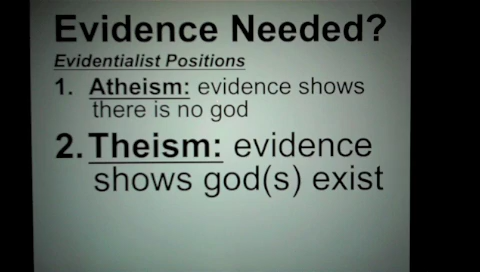 Evidence Needed?
Evidentialist Positions
1. Atheism: evidence shows
there is no god
2. Theism: evidence
shows god(s) exist